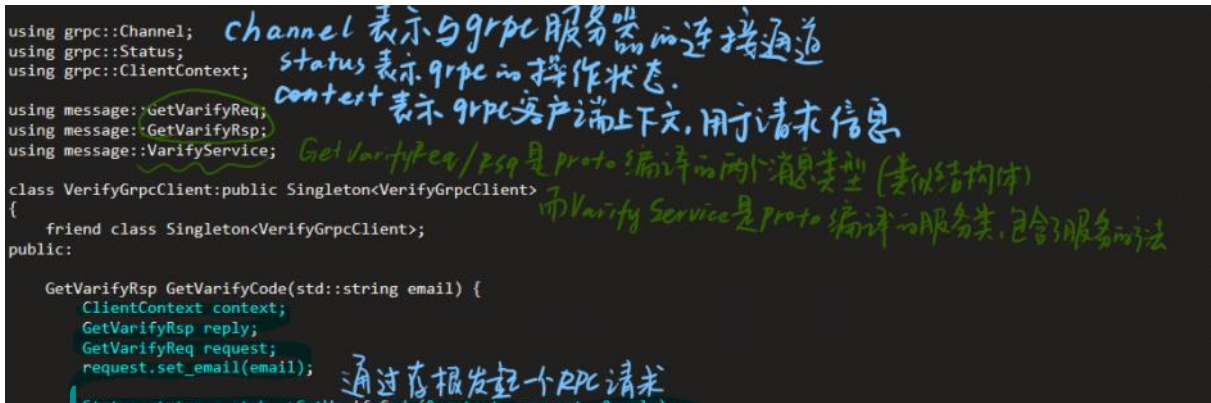 using grpc::Channel; channel 表示与grpc服务器的连接通道
using grpc::Status; status 表示grpc的操作状态.
using grpc::ClientContext; context 表示 grpc客户端上下文,用于请求信息
using message::GetVarifyReq;
using message::GetVarifyRsp;
using message::VarifyService; GetVarifyReq/Rsq是proto编译的两个消息类型(类似结构体)
而Varify Service是proto编译的服务类,包含了服务的方法
class VerifyGrpcClient:public Singleton<VerifyGrpcClient>
{
friend class Singleton<VerifyGrpcClient>;
public:
GetVarifyRsp GetVarifyCode(std::string email) {
ClientContext context;
GetVarifyRsp reply;
GetVarifyReq request;
request.set_email(email);
通过存根发起一个RPC请求